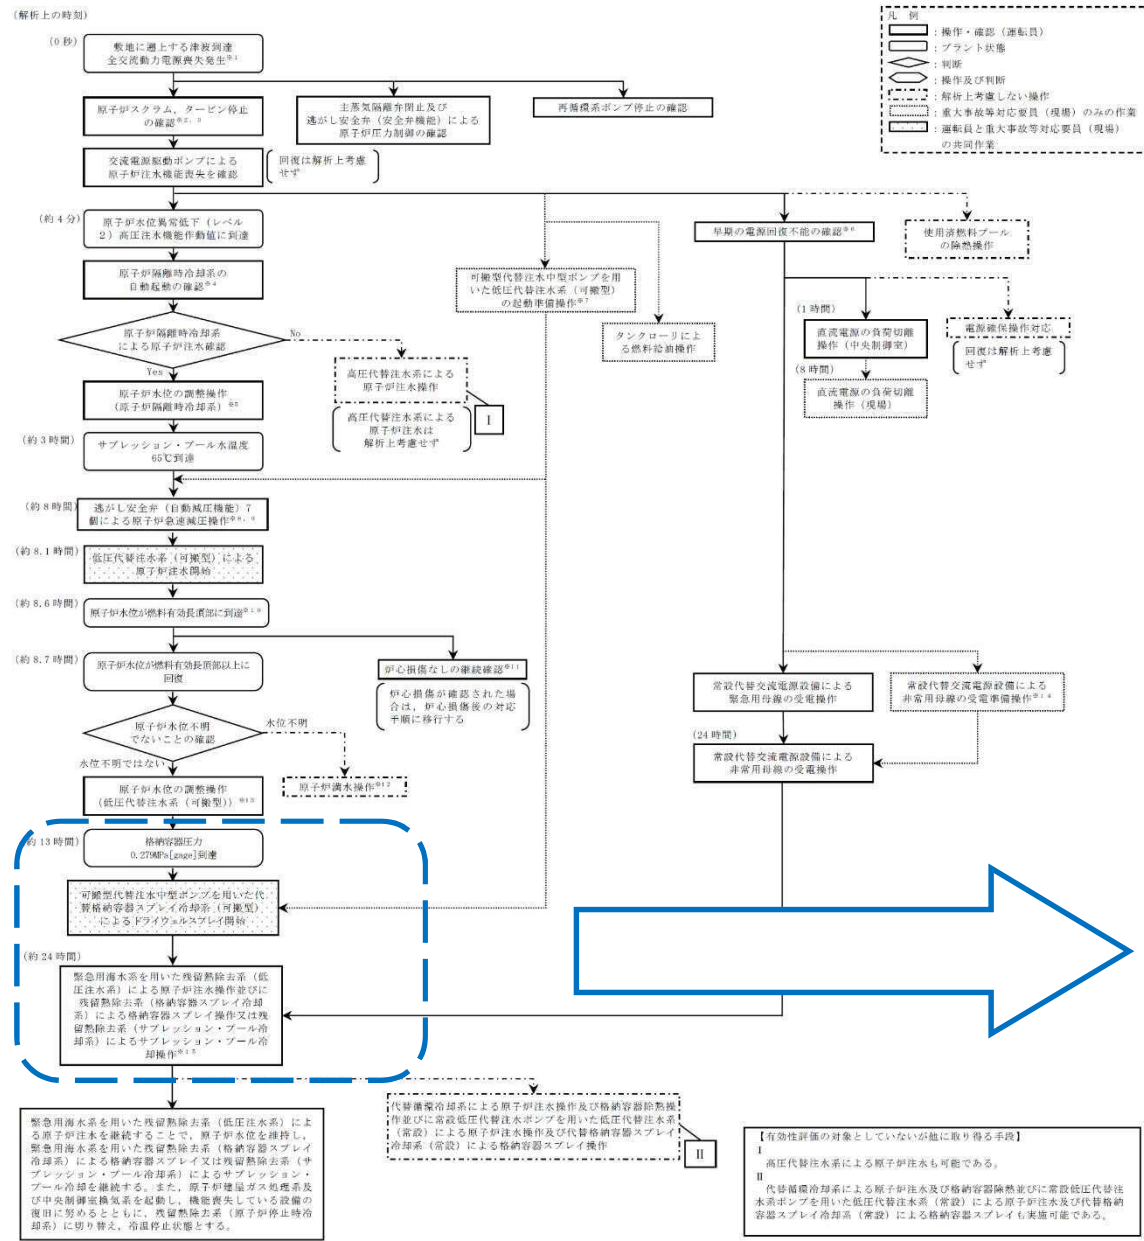 (解析上の時刻)
(0 秒)
敷地に遡上する津波到達
全交流動力電源喪失発生※1
原子炉スクラム，タービン停止
の確認※2，3
主蒸気隔離弁閉止及び
逃がし安全弁（安全弁機能）による
原子炉圧力制御の確認
再循環系ポンプ停止の確認
交流電源駆動ポンプによる
原子炉注水機能喪失を確認
回復は解析上考慮
せず
(約 4 分)
原子炉水位異常低下（レベル
2）高圧注水機能作動値に到達
原子炉隔離時冷却系の
自動起動の確認※4
原子炉隔離時冷却系
による原子炉注水確認
No
Yes
高圧代替注水系による
原子炉注水操作
高圧代替注水系による
原子炉注水は
解析上考慮せず
Ⅰ
原子炉水位の調整操作
(原子炉隔離時冷却系) ※5
(約 3 時間)
サプレッション・プール水温度
65℃到達
(約 8 時間)
逃がし安全弁（自動減圧機能）7
個による原子炉急速減圧操作※8，9
(約 8.1 時間)
低圧代替注水系（可搬型）による
原子炉注水開始
(約 8.6 時間)
原子炉水位が燃料有効長頂部に到達※10
(約 8.7 時間)
原子炉水位が燃料有効長頂部以上に
回復
炉心損傷なしの継続確認※11
炉心損傷が確認された場
合は，炉心損傷後の対応
手順に移行する
原子炉水位不明
でないことの確認
水位不明
水位不明ではない
原子炉満水操作※12
原子炉水位の調整操作
(低圧代替注水系（可搬型）) ※13
約 13 時間)
格納容器圧力
0.279MPa[gage]到達
可搬型代替注水中型ポンプを用いた代
替格納容器スプレイ冷却系（可搬型）
によるドライウェルスプレイ開始
(約 24 時間)
緊急用海水系を用いた残留熱除去系（低
圧注水系）による原子炉注水操作並びに
残留熱除去系（格納容器スプレイ冷却
系）による格納容器スプレイ操作又は残
留熱除去系（サプレッション・プール冷
却系）によるサプレッション・プール冷
却操作※15
緊急用海水系を用いた残留熱除去系（低圧注水系）によ
る原子炉注水を継続することで，原子炉水位を維持し，
緊急用海水系を用いた残留熱除去系（格納容器スプレイ
冷却系）による格納容器スプレイ又は残留熱除去系（サ
プレッション・プール冷却系）によるサプレッション・
プール冷却を継続する。また，原子炉建屋ガス処理系及
び中央制御室換気系を起動し，機能喪失している設備の
復旧に努めるとともに，残留熱除去系（原子炉停止時冷
却系）に切り替え，冷温停止状態とする。
可搬型代替注水中型ポンプを用
いた低圧代替注水系（可搬型）
の起動準備操作※7
タンクローリによ
る燃料給油操作
早期の電源回復不能の確認※6
使用済燃料プール
の除熱操作
(1 時間)
直流電源の負荷切離
操作（中央制御室）
電源確保操作対応
回復は解析上考慮
せず
(8 時間)
直流電源の負荷切離
操作（現場）
常設代替交流電源設備による
緊急用母線の受電操作
常設代替交流電源設備による
非常用母線の受電準備操作※14
(24 時間)
常設代替交流電源設備による
非常用母線の受電操作
代替循環冷却系による原子炉注水操作及び格納容器除熱操
作並びに常設低圧代替注水系ポンプを用いた低圧代替注水系
（常設）による原子炉注水操作及び代替格納容器スプレイ
冷却系（常設）による格納容器スプレイ操作
Ⅱ
【有効性評価の対象としていないが他に取り得る手段】
Ⅰ
高圧代替注水系による原子炉注水も可能である。
Ⅱ
代替循環冷却系による原子炉注水及び格納容器除熱並びに常設低圧代替注
水系ポンプを用いた低圧代替注水系（常設）による原子炉注水及び代替格納
容器スプレイ冷却系（常設）による格納容器スプレイも実施可能である。
凡 例
：操作・確認（運転員）
：プラント状態
：判断
：操作及び判断
：解析上考慮しない操作
：重大事故等対応要員（現場）のみの作業
：運転員と重大事故等対応要員（現場）
の共同作業